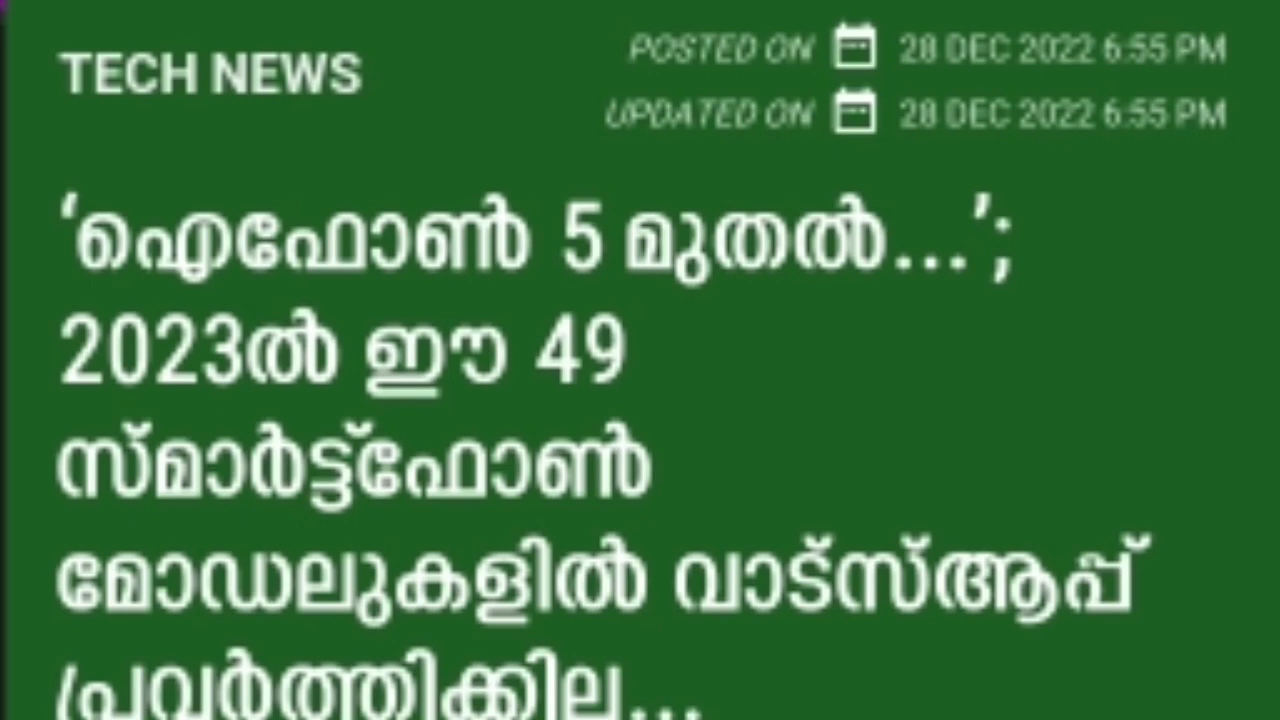 TECH NEWS
POSTED ON 28 DEC 2022 6:55 PM
UPDATED ON 28 DEC 2022 6:55 PM
‘ഐഫോൺ 5 മുതൽ...’;
2023ൽ ഈ 49
സ്മാർട്ട്ഫോൺ
മോഡലുകളിൽ വാട്സ്ആപ്പ്
പ്രവർത്തിക്കില്ല...